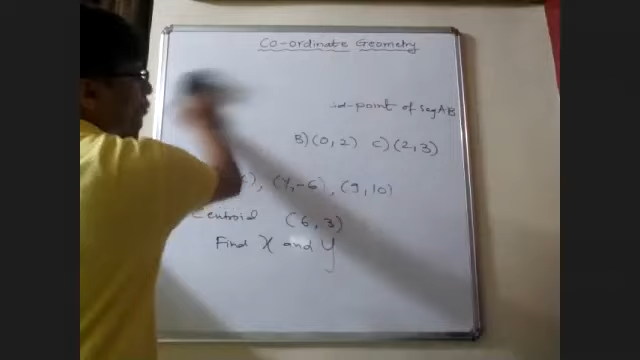 Co-ordinate Geometry
id-point of seg AB
B) (0, 2) C) (2, 3)
), (y, -6), (9, 10)
Centroid (6, 3)
Find x and y